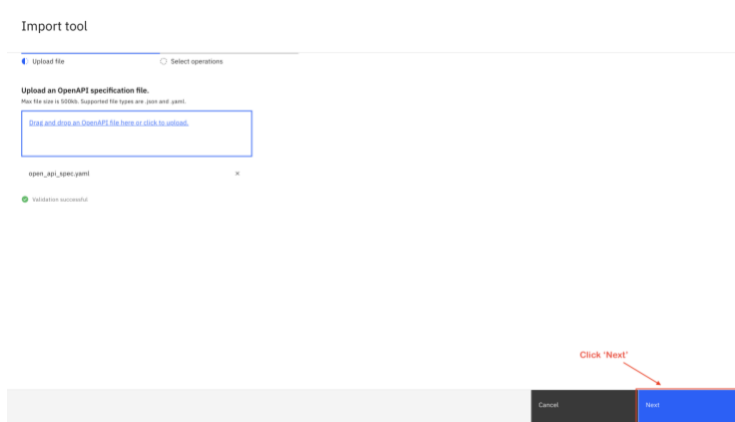 Import tool
Upload file
Select operations
Upload an OpenAPI specification file.
Max file size is 500kb. Supported file types are .json and .yaml.
Drag and drop an OpenAPI file here or click to upload.
open_api_spec.yaml
Validation successful
Click 'Next'
Cancel
Next